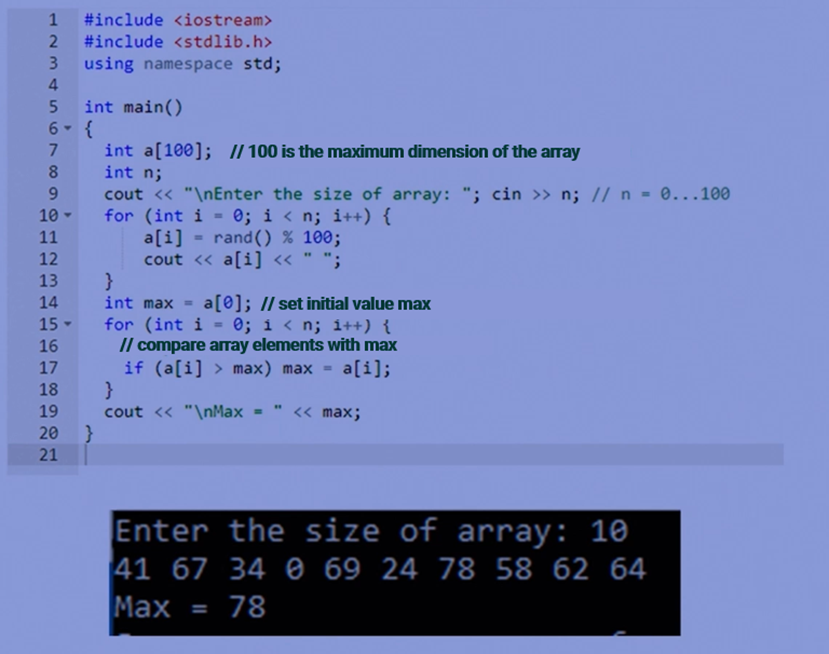 1 #include <iostream>
2 #include <stdlib.h>
3 using namespace std;
4
5 int main()
6 {
7 int a[100]; // 100 is the maximum dimension of the array
8 int n;
9 cout << "\nEnter the size of array: "; cin >> n; // n = 0...100
10 for (int i = 0; i < n; i++) {
11 a[i] = rand() % 100;
12 cout << a[i] << " ";
13 }
14 int max = a[0]; // set initial value max
15 for (int i = 0; i < n; i++) {
16 // compare array elements with max
17 if (a[i] > max) max = a[i];
18 }
19 cout << "\nMax = " << max;
20 }
21
Enter the size of array: 10
41 67 34 0 69 24 78 58 62 64
Max = 78